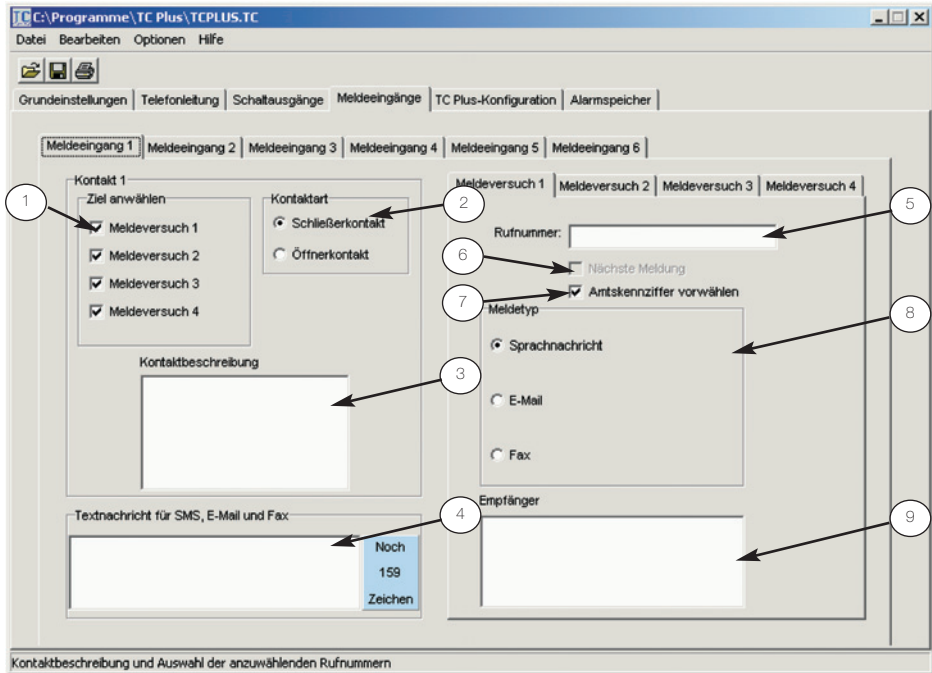 TC C:\Programme\TC Plus\TCPLUS.TC
Datei Bearbeiten Optionen Hilfe
Grundeinstellungen Telefonleitung Schaltausgänge Meldeeingänge TC Plus-Konfiguration Alarmspeicher
Meldeeingang 1 Meldeeingang 2 Meldeeingang 3 Meldeeingang 4 Meldeeingang 5 Meldeeingang 6
Kontakt 1
Ziel anwählen
1
Meldeversuch 1
Meldeversuch 2
Meldeversuch 3
Meldeversuch 4
Kontaktart
2
Schließerkontakt
Öffnerkontakt
Kontaktbeschreibung
3
Textnachricht für SMS, E-Mail und Fax
4
Noch
159
Zeichen
Meldeversuch 1 Meldeversuch 2 Meldeversuch 3 Meldeversuch 4
Rufnummer:
5
6
Nächste Meldung
7
Amtskennziffer vorwählen
Meldetyp
8
Sprachnachricht
E-Mail
Fax
Empfänger
9
Kontaktbeschreibung und Auswahl der anzuwählenden Rufnummern